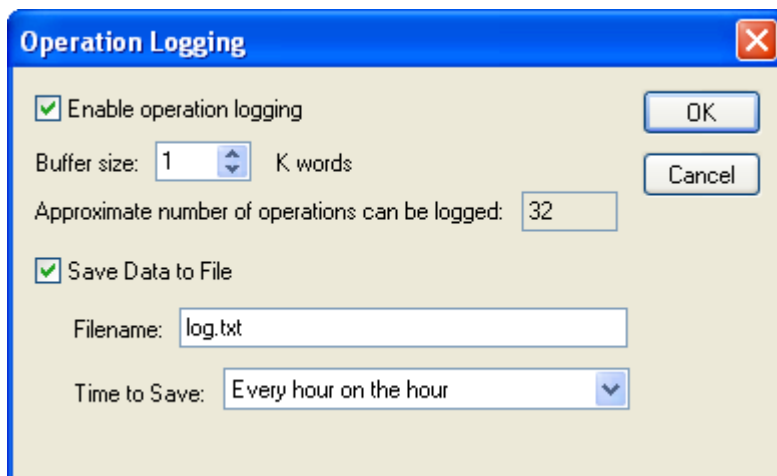 Operation Logging
Enable operation logging
OK
Buffer size: 1 K words
Cancel
Approximate number of operations can be logged: 32
Save Data to File
Filename: log.txt
Time to Save: Every hour on the hour